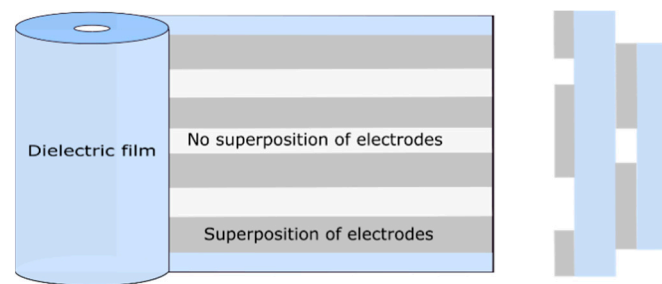 Dielectric film
No superposition of electrodes
Superposition of electrodes